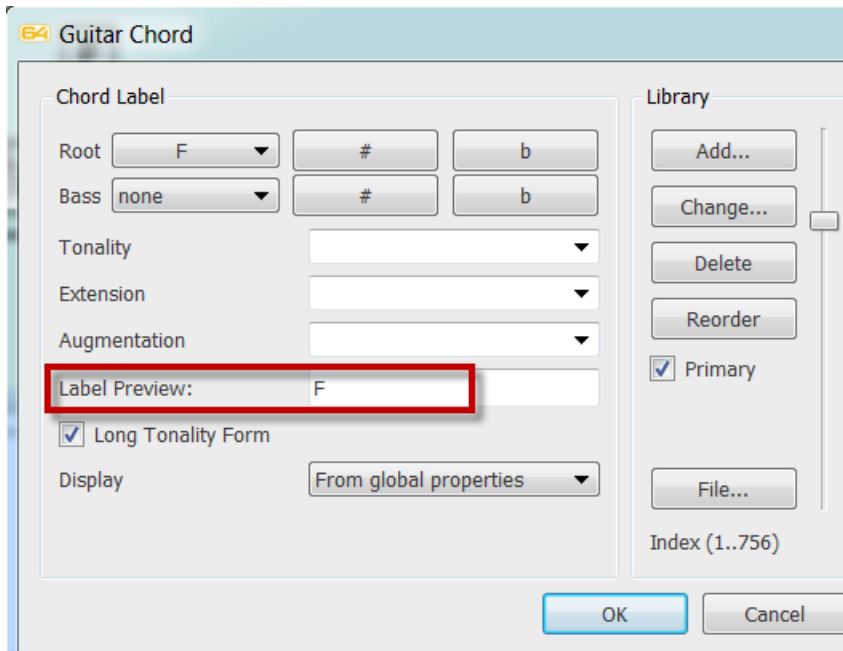 64 Guitar Chord
Chord Label
Root F # b
Bass none # b
Tonality
Extension
Augmentation
Label Preview: F
Long Tonality Form
Display From global properties
Library
Add...
Change...
Delete
Reorder
Primary
File...
Index (1..756)
OK Cancel